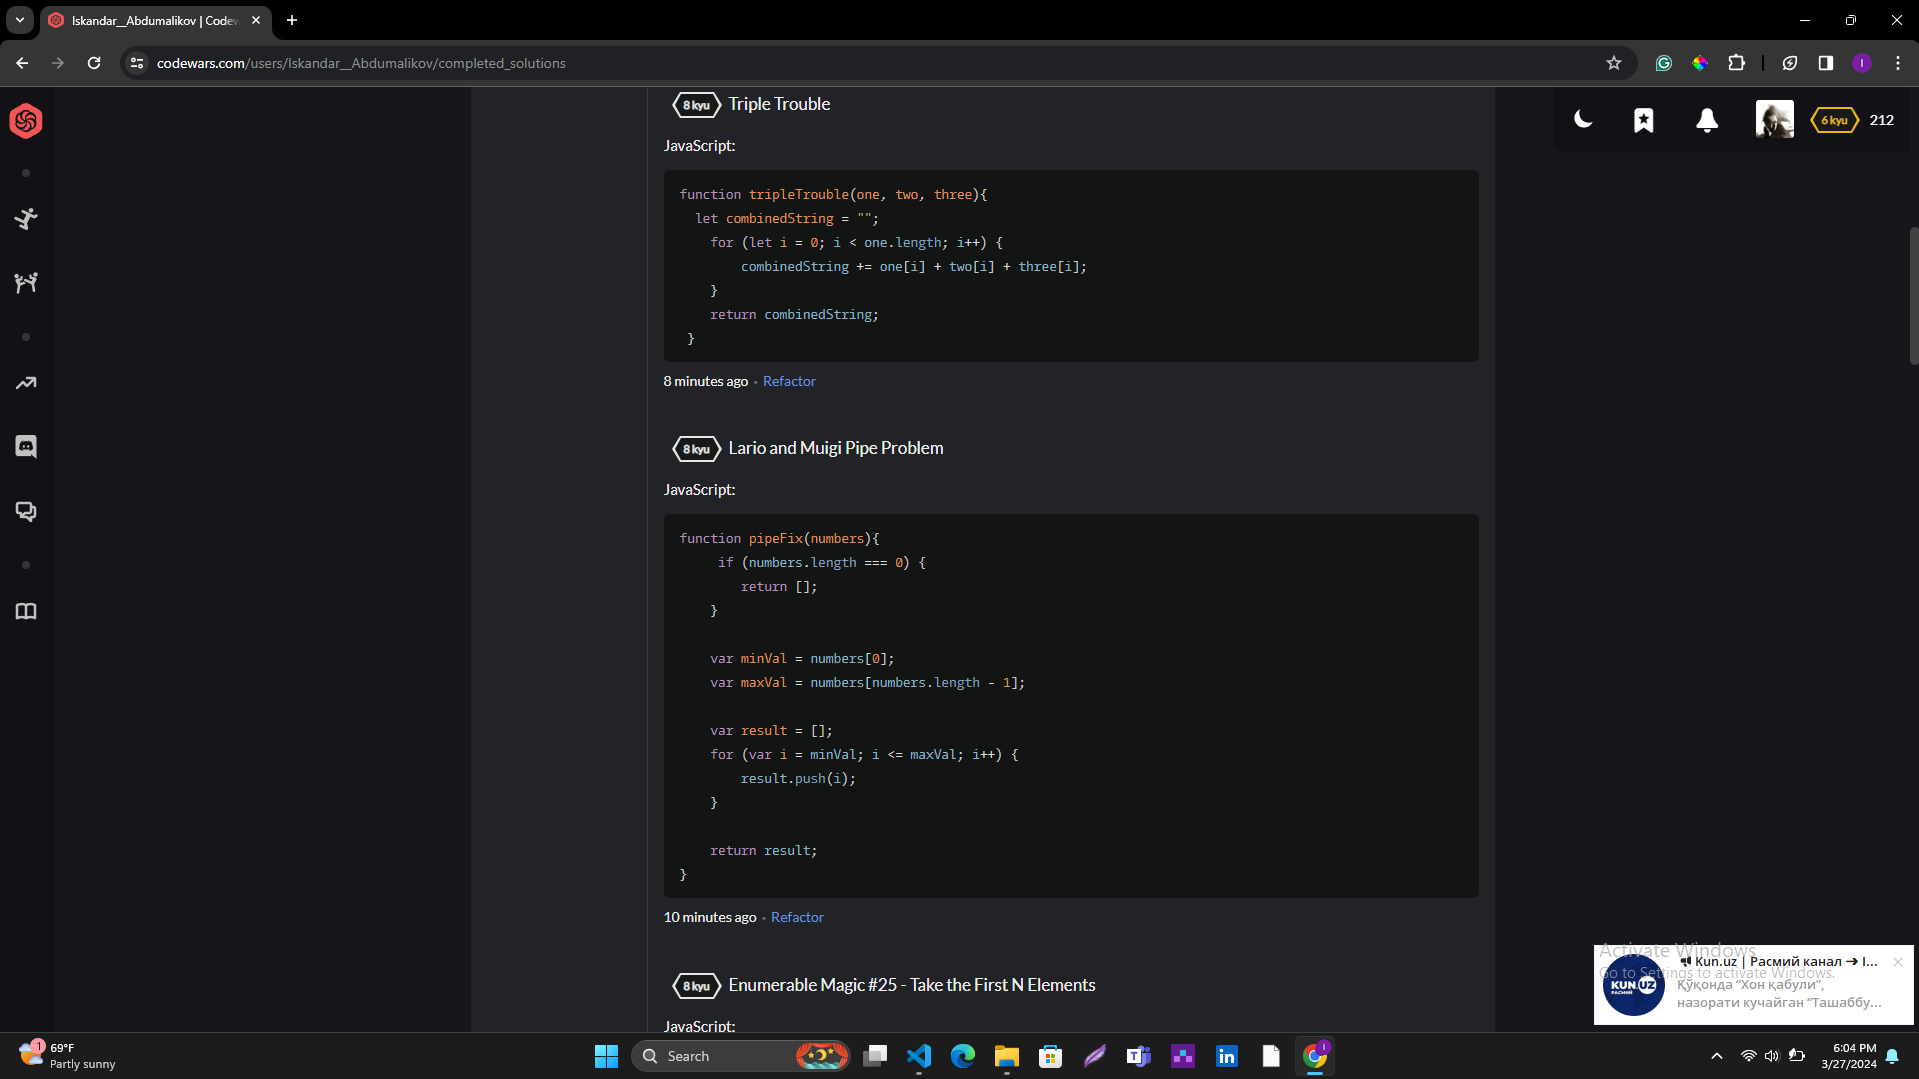 Iskandar__Abdumalikov | Codew
codewars.com/users/Iskandar__Abdumalikov/completed_solutions
I
8 kyu Triple Trouble
6 kyu 212
JavaScript:
function tripleTrouble(one, two, three){
let combinedString = "";
for (let i = 0; i < one.length; i++) {
combinedString += one[i] + two[i] + three[i];
}
return combinedString;
}
8 minutes ago · Refactor
8 kyu Lario and Muigi Pipe Problem
JavaScript:
function pipeFix(numbers){
if (numbers.length === 0) {
return [];
}
var minVal = numbers[0];
var maxVal = numbers[numbers.length - 1];
var result = [];
for (var i = minVal; i <= maxVal; i++) {
result.push(i);
}
return result;
}
10 minutes ago · Refactor
8 kyu Enumerable Magic #25 - Take the First N Elements
JavaScript:
Activate Windows
Go to Settings to activate Windows.
KUN.UZ
РАСМИЙ
Kun.uz | Расмий канал ➜ I...
Қўқонда “Хон қабули”,
назорати кучайган “Ташаббу...
1
69°F
Partly sunny
Search
6:04 PM
3/27/2024